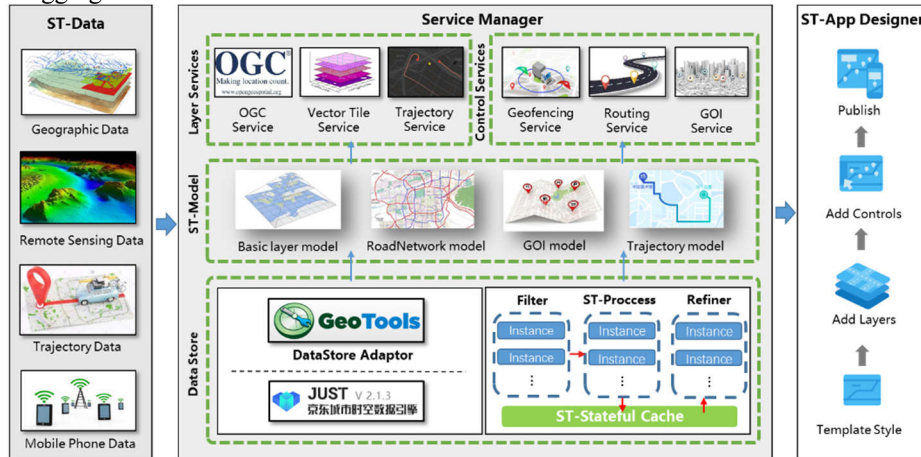 ST-Data
Geographic Data
Remote Sensing Data
Trajectory Data
Mobile Phone Data
Service Manager
Layer Services
OGC
Making location count.
www.opengeospatial.org
OGC
Service
Vector Tile
Service
Trajectory
Service
Control Services
Geofencing
Service
Routing
Service
GOI
Service
ST-Model
Basic layer model
RoadNetwork model
GOI model
Trajectory model
Data Store
GeoTools
DataStore Adaptor
JUST V 2.1.3
京东城市时空数据引擎
Filter
Instance
Instance
⋮
ST-Proccess
Instance
Instance
⋮
Refiner
Instance
Instance
⋮
ST-Stateful Cache
ST-App Designer
Publish
Add Controls
Add Layers
Template Style